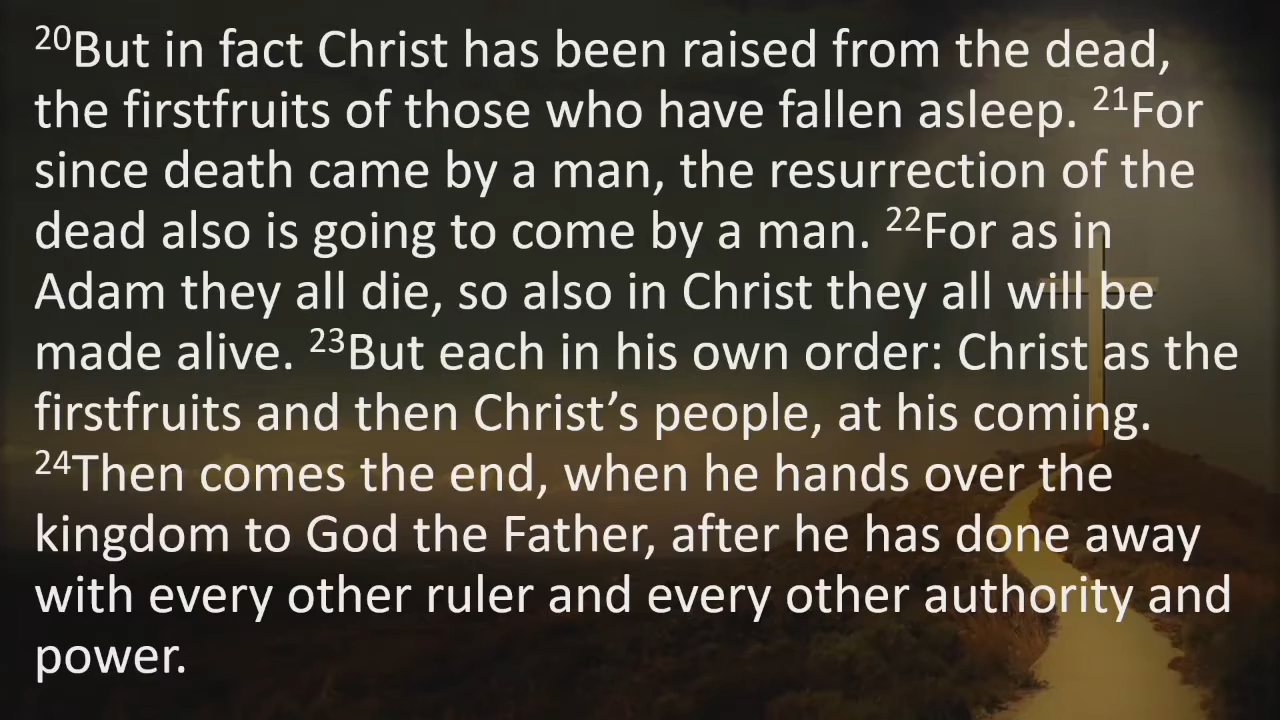 ²⁰But in fact Christ has been raised from the dead,
the firstfruits of those who have fallen asleep. ²¹For
since death came by a man, the resurrection of the
dead also is going to come by a man. ²²For as in
Adam they all die, so also in Christ they all will be
made alive. ²³But each in his own order: Christ as the
firstfruits and then Christ’s people, at his coming.
²⁴Then comes the end, when he hands over the
kingdom to God the Father, after he has done away
with every other ruler and every other authority and
power.